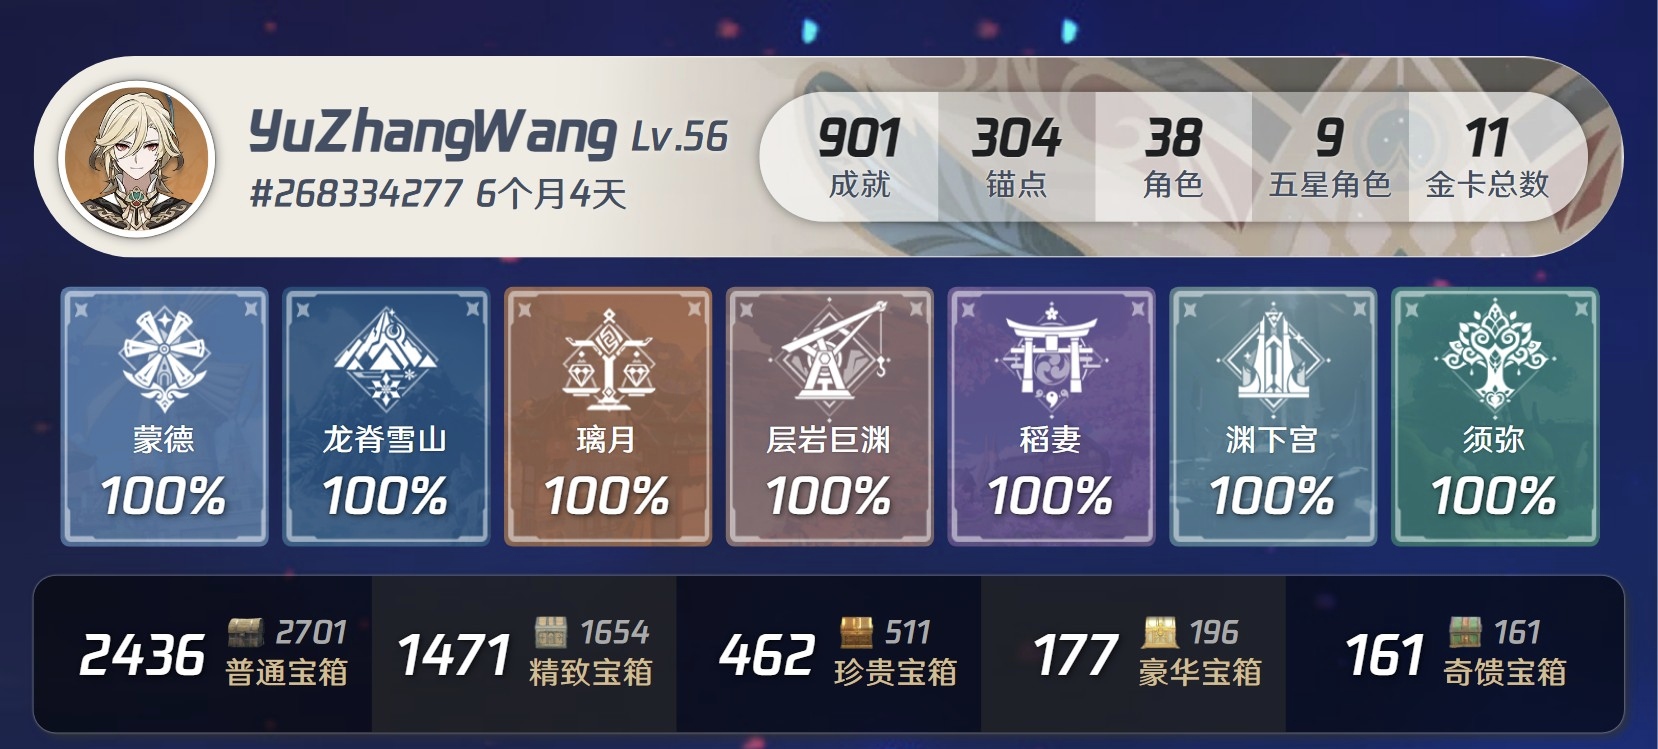 YuZhangWang Lv.56
#268334277 6个月4天
901 304 38 9 11
成就 锚点 角色 五星角色 金卡总数
蒙德 龙脊雪山 璃月 层岩巨渊 稻妻 渊下宫 须弥
100% 100% 100% 100% 100% 100% 100%
2436 2701 普通宝箱
1471 1654 精致宝箱
462 511 珍贵宝箱
177 196 豪华宝箱
161 161 奇馈宝箱